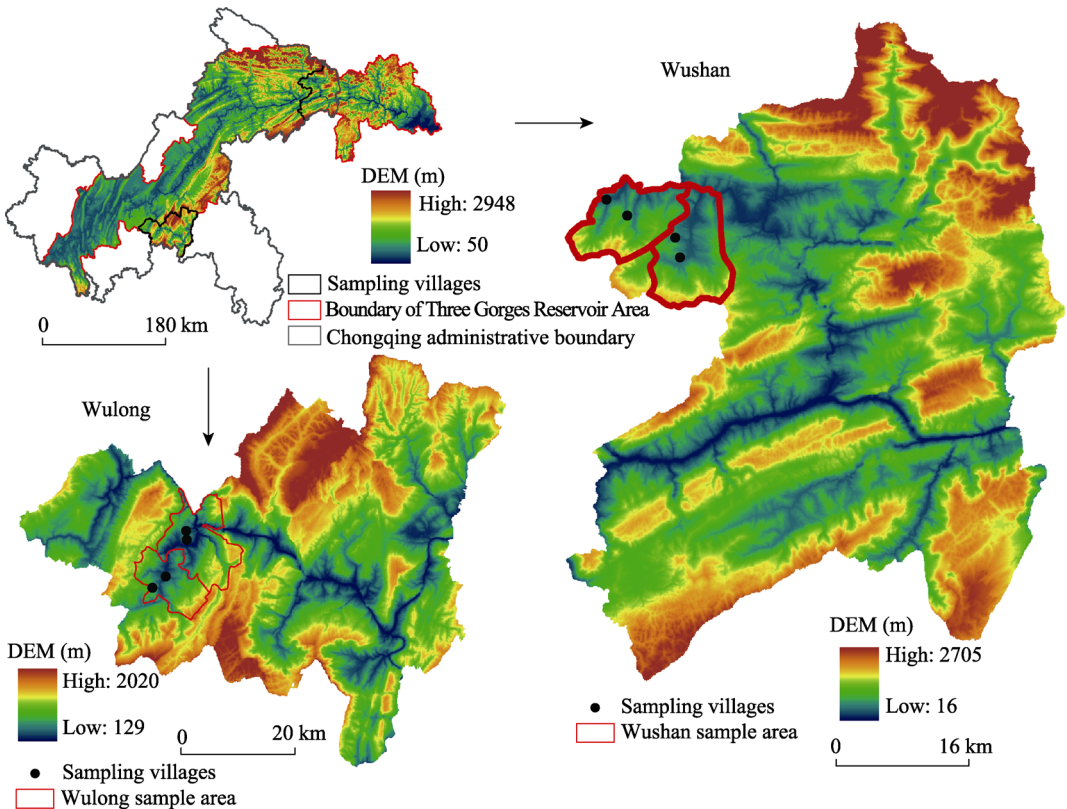 Wushan
DEM (m)
High: 2948
Low: 50
Sampling villages
Boundary of Three Gorges Reservoir Area
Chongqing administrative boundary
0
180 km
Wulong
DEM (m)
High: 2020
Low: 129
0
20 km
Sampling villages
Wulong sample area
DEM (m)
High: 2705
Low: 16
Sampling villages
Wushan sample area
0
16 km